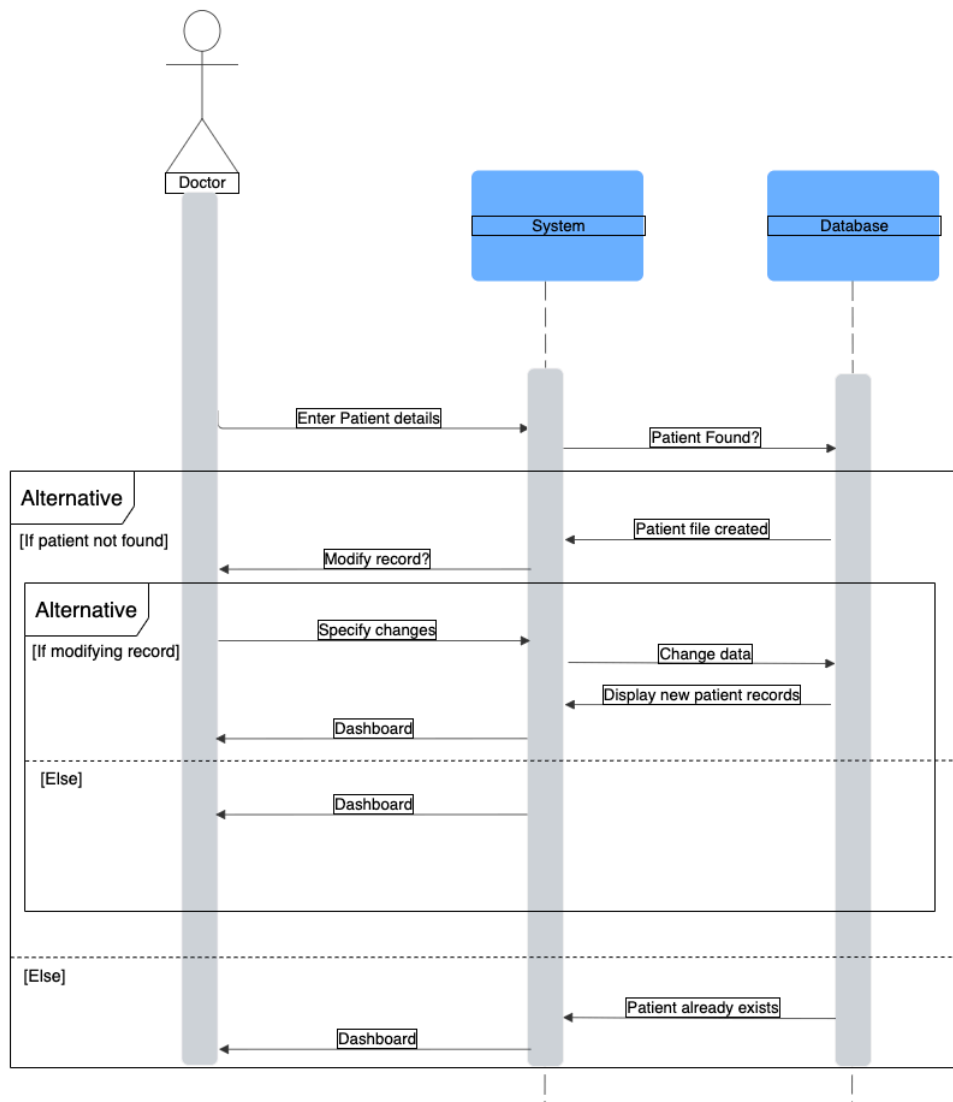 Doctor
System
Database
Enter Patient details
Patient Found?
Alternative
[If patient not found]
Patient file created
Modify record?
Alternative
[If modifying record]
Specify changes
Change data
Display new patient records
Dashboard
[Else]
Dashboard
[Else]
Patient already exists
Dashboard